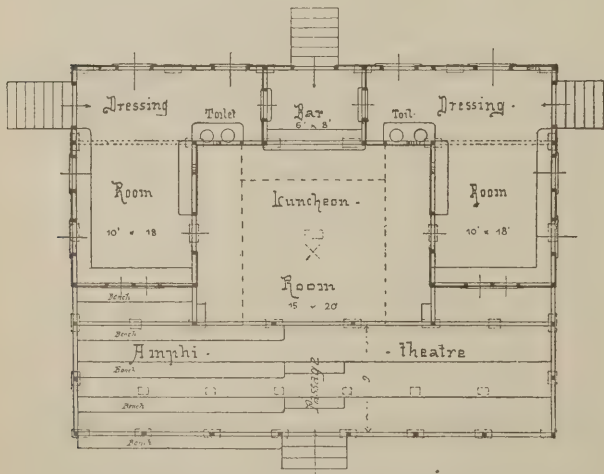 Dressing
Toilet
Bar
6' × 8'
Toil.
Dressing .
Room
10' × 18
Luncheon -
Room
15 × 20'
Room
10' × 18'
Bench
Bench
Amphi -
- theatre
Bench
Passage
6'
Bench
Bench